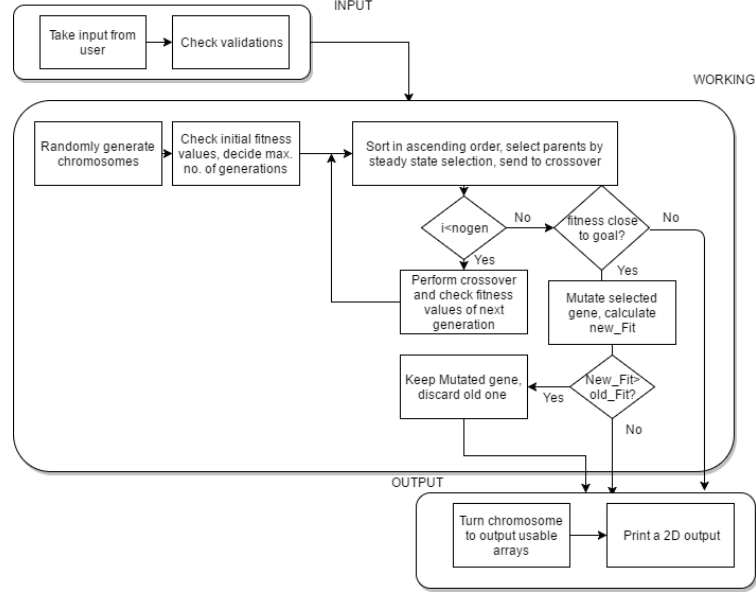 INPUT
Take input from
user
Check validations
WORKING
Randomly generate
chromosomes
Check initial fitness
values, decide max.
no. of generations
Sort in ascending order, select parents by
steady state selection, send to crossover
i<nogen
No
fitness close
to goal?
No
Yes
Yes
Perform crossover
and check fitness
values of next
generation
Mutate selected
gene, calculate
new_Fit
Keep Mutated gene,
discard old one
Yes
New_Fit>
old_Fit?
No
OUTPUT
Turn chromosome
to output usable
arrays
Print a 2D output